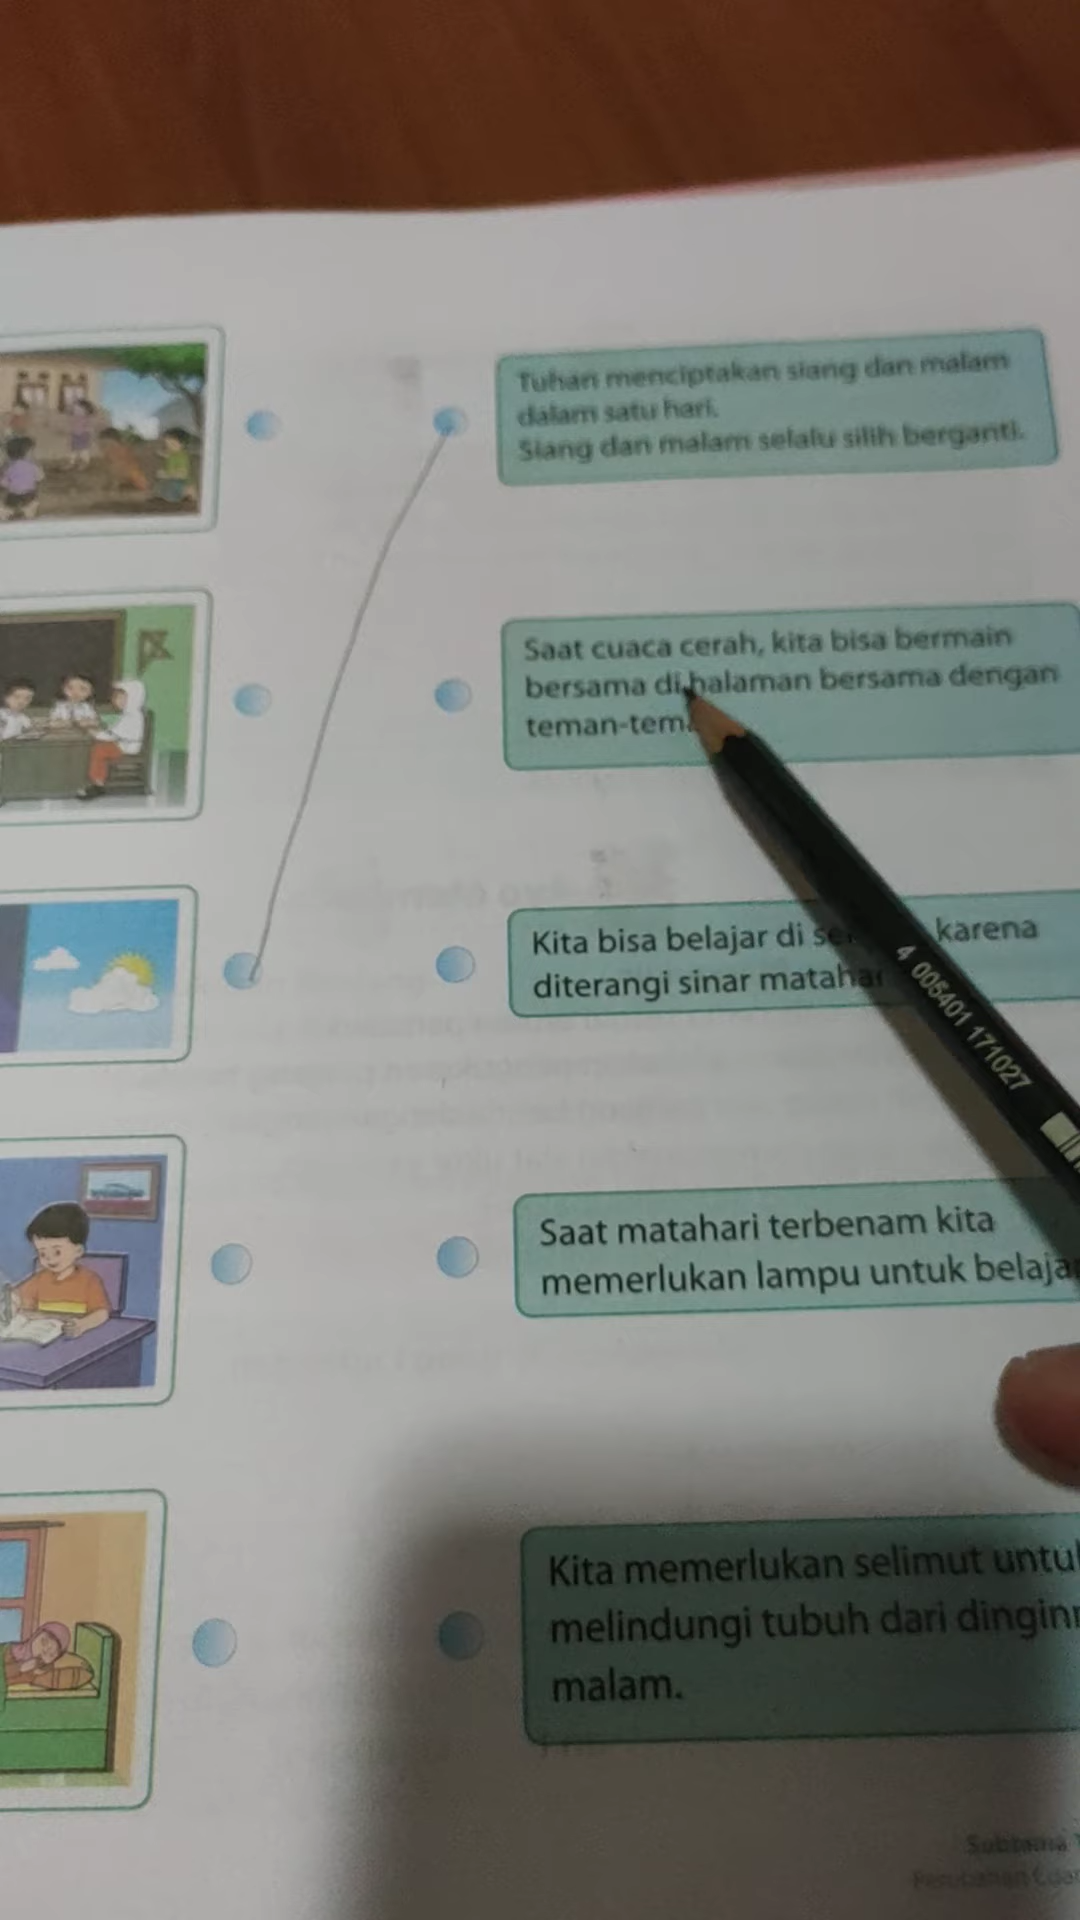 Tuhan menciptakan siang dan malam
dalam satu hari.
Siang dan malam selalu silih berganti.
Saat cuaca cerah, kita bisa bermain
bersama di halaman bersama dengan
Kita bisa belajar di karena
diterangi sinar
Saat matahari terbenam kita
memerlukan lampu untuk
Kita memerlukan selimut
melindungi tubuh dari
malam.
4 005401 171027